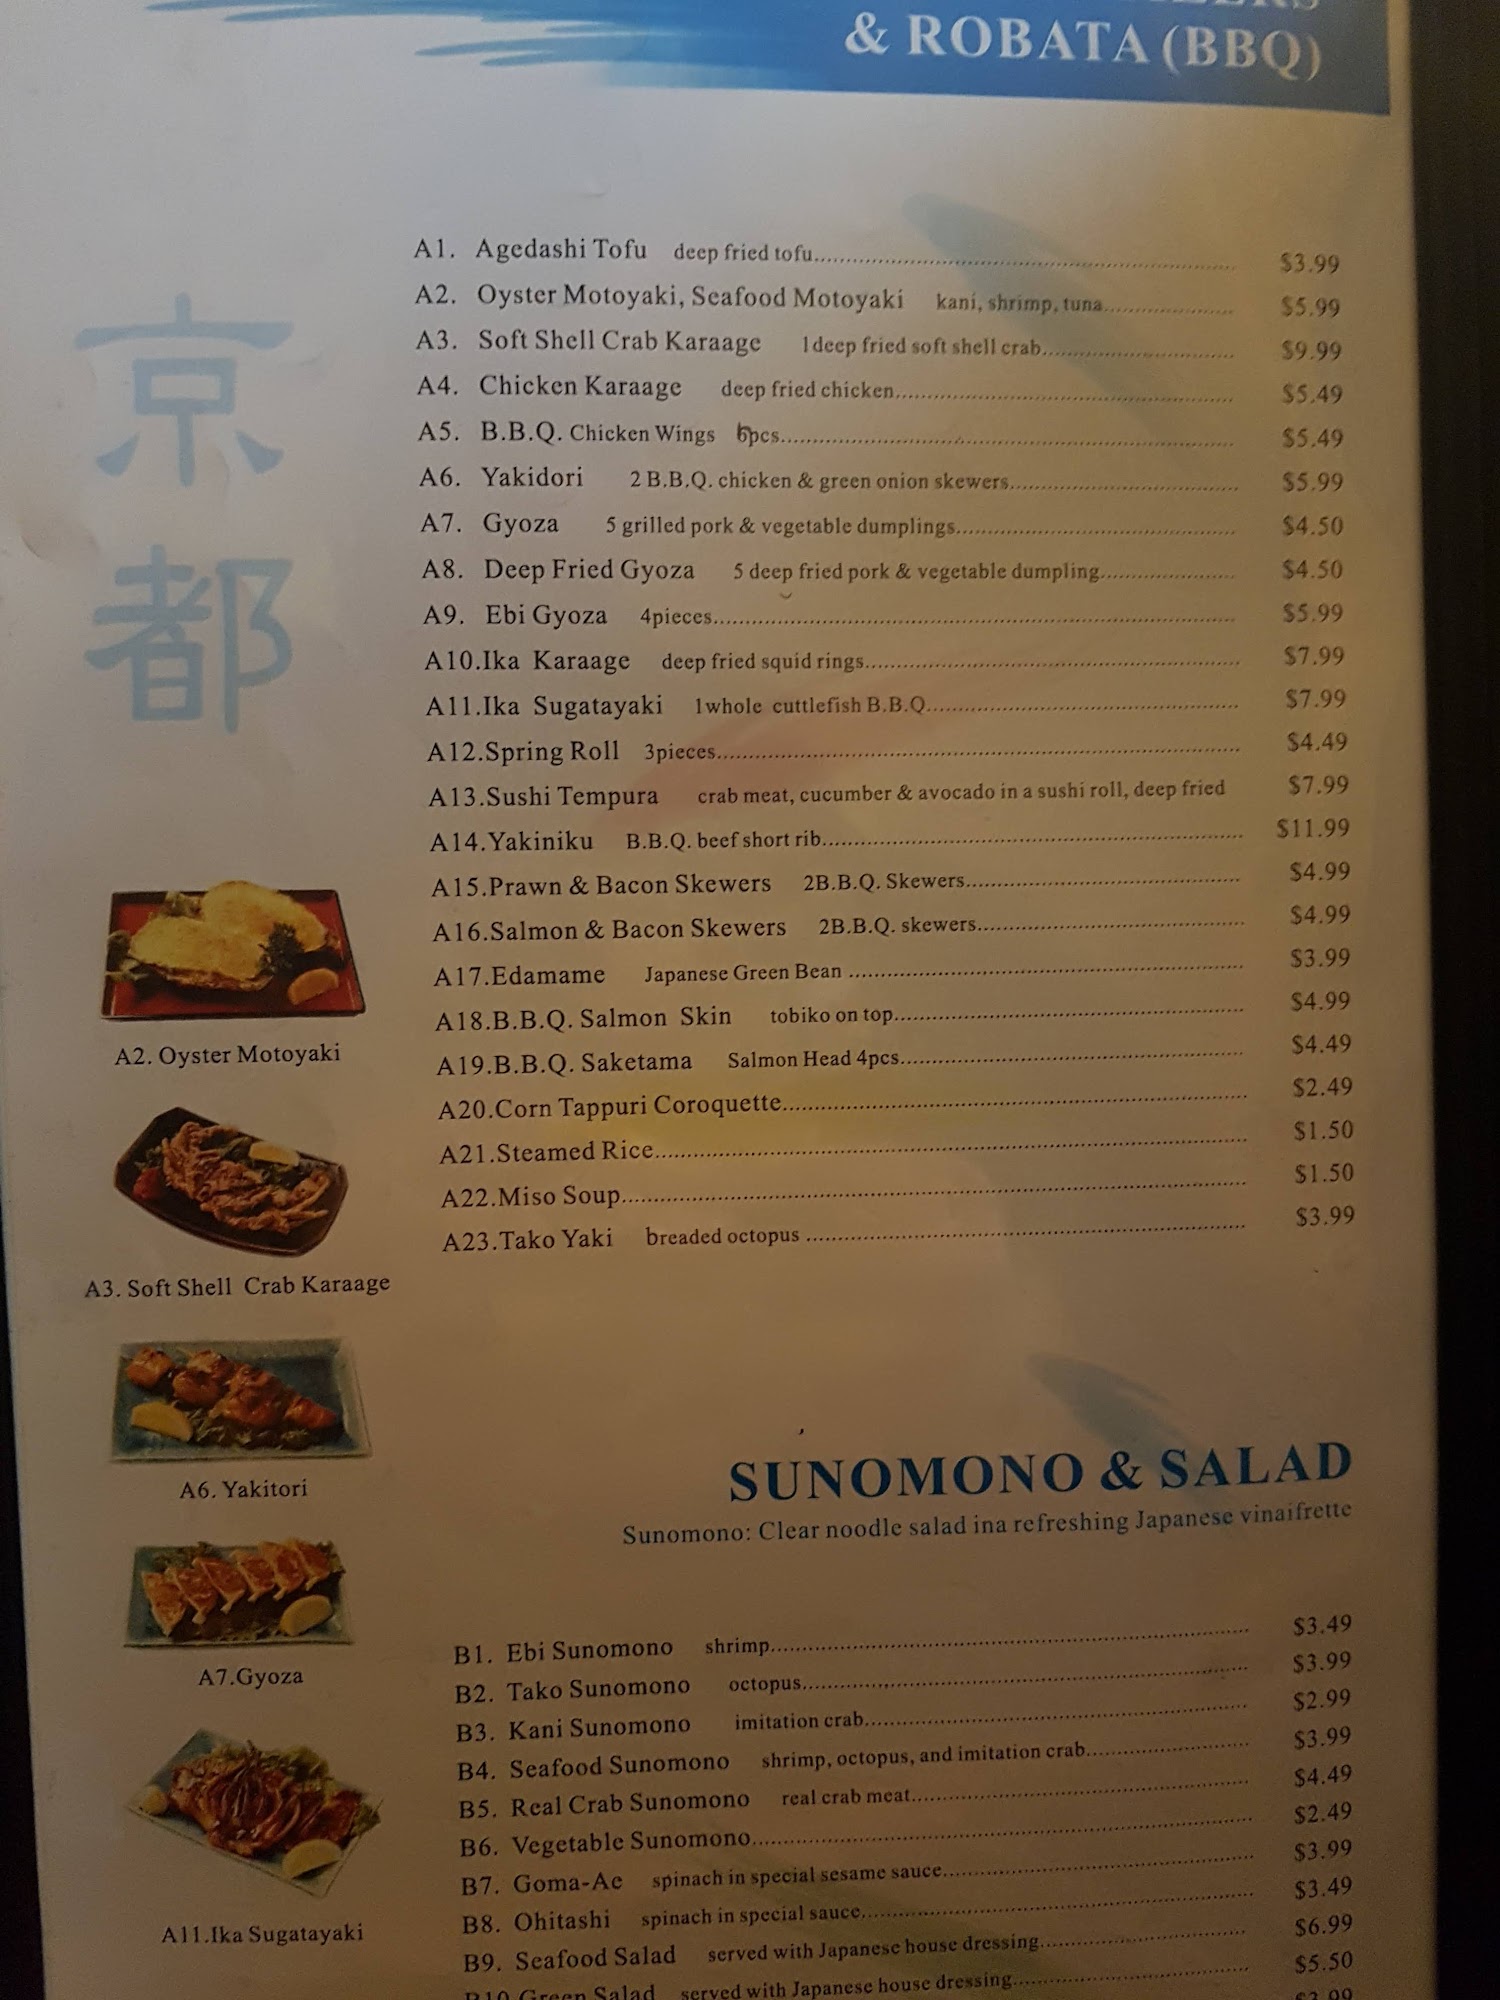 & ROBATA (BBQ)
京
都
A1. Agedashi Tofu deep fried tofu $3.99
A2. Oyster Motoyaki, Seafood Motoyaki kani, shrimp, tuna $5.99
A3. Soft Shell Crab Karaage 1deep fried soft shell crab $9.99
A4. Chicken Karaage deep fried chicken $5.49
A5. B.B.Q. Chicken Wings 6pcs $5.49
A6. Yakidori 2 B.B.Q. chicken & green onion skewers $5.99
A7. Gyoza 5 grilled pork & vegetable dumplings $4.50
A8. Deep Fried Gyoza 5 deep fried pork & vegetable dumpling $4.50
A9. Ebi Gyoza 4pieces $5.99
A10.Ika Karaage deep fried squid rings $7.99
A11.Ika Sugatayaki 1whole cuttlefish B.B.Q $7.99
A12.Spring Roll 3pieces $4.49
A13.Sushi Tempura crab meat, cucumber & avocado in a sushi roll, deep fried $7.99
A14.Yakiniku B.B.Q. beef short rib $11.99
A15.Prawn & Bacon Skewers 2B.B.Q. Skewers $4.99
A16.Salmon & Bacon Skewers 2B.B.Q. skewers $4.99
A17.Edamame Japanese Green Bean $3.99
A18.B.B.Q. Salmon Skin tobiko on top $4.99
A19.B.B.Q. Saketama Salmon Head 4pcs $4.49
A20.Corn Tappuri Coroquette $2.49
A21.Steamed Rice $1.50
A22.Miso Soup $1.50
A23.Tako Yaki breaded octopus $3.99
A2. Oyster Motoyaki
A3. Soft Shell Crab Karaage
A6. Yakitori
A7.Gyoza
A11.Ika Sugatayaki
SUNOMONO & SALAD
Sunomono: Clear noodle salad ina refreshing Japanese vinaifrette
B1. Ebi Sunomono shrimp $3.49
B2. Tako Sunomono octopus $3.99
B3. Kani Sunomono imitation crab $2.99
B4. Seafood Sunomono shrimp, octopus, and imitation crab $3.99
B5. Real Crab Sunomono real crab meat $4.49
B6. Vegetable Sunomono $2.49
B7. Goma-Ae spinach in special sesame sauce $3.99
B8. Ohitashi spinach in special sauce $3.49
B9. Seafood Salad served with Japanese house dressing $6.99
B10.Green Salad served with Japanese house dressing $5.50